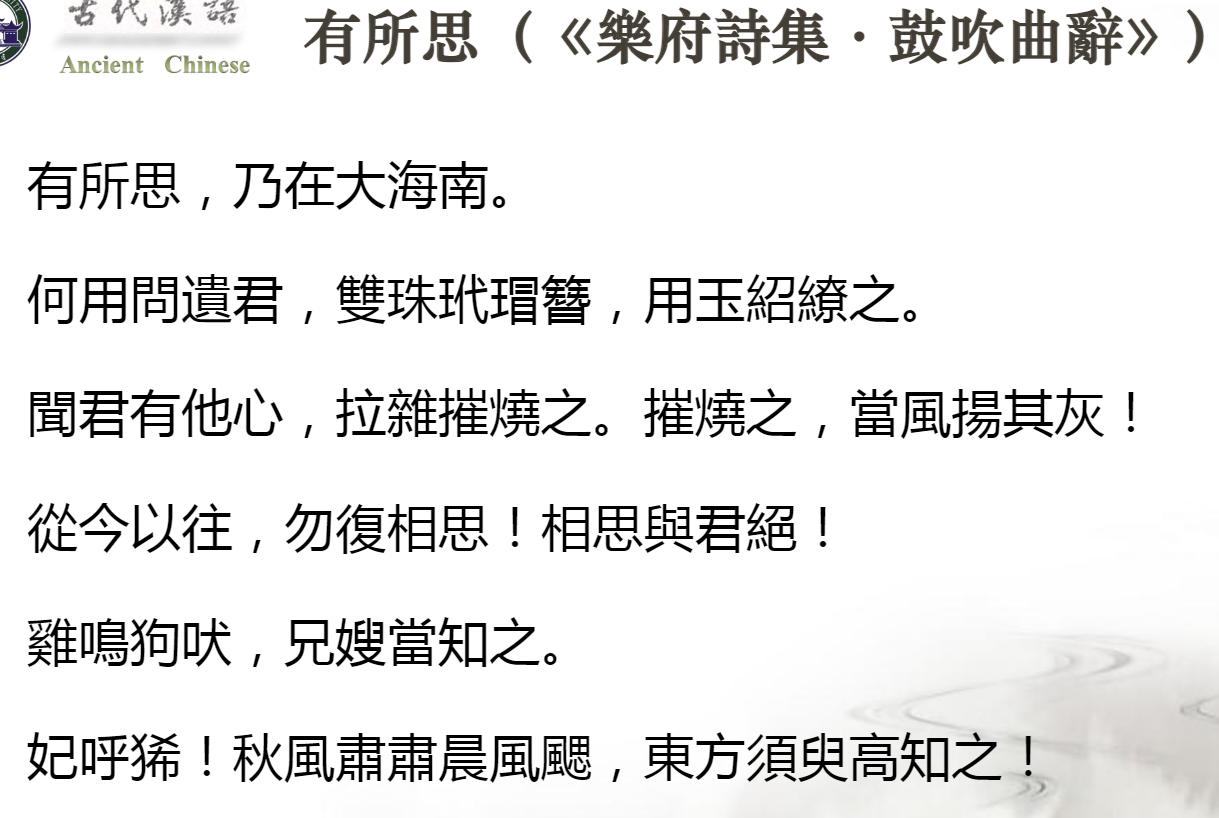 古代漢語
Ancient Chinese
有所思（《樂府詩集·鼓吹曲辭》）
有所思，乃在大海南。
何用問遺君，雙珠玳瑁簪，用玉紹繚之。
聞君有他心，拉雜摧燒之。摧燒之，當風揚其灰！
從今以往，勿復相思！相思與君絕！
雞鳴狗吠，兄嫂當知之。
妃呼狶！秋風肅肅晨風颸，東方須臾高知之！